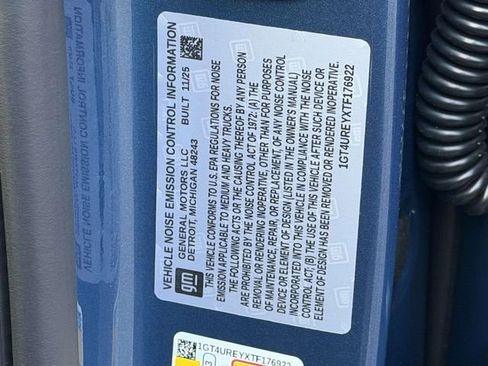 VEHICLE NOISE EMISSION CONTROL INFORMATION
gm
GENERAL MOTORS LLC BUILT 11/25
DETROIT, MICHIGAN 48243
THIS VEHICLE CONFORMS TO U.S. EPA REGULATIONS FOR NOISE
EMISSION APPLICABLE TO MEDIUM AND HEAVY TRUCKS.
THE FOLLOWING ACTS OR THE CAUSING THEREOF BY ANY PERSON
ARE PROHIBITED BY THE NOISE CONTROL ACT OF 1972: (A) THE
REMOVAL OR RENDERING INOPERATIVE, OTHER THAN FOR PURPOSES
OF MAINTENANCE, REPAIR, OR REPLACEMENT, OF ANY NOISE CONTROL
DEVICE OR ELEMENT OF DESIGN (LISTED IN THE OWNER'S MANUAL)
INCORPORATED INTO THIS VEHICLE IN COMPLIANCE WITH THE NOISE
CONTROL ACT; (B) THE USE OF THIS VEHICLE AFTER SUCH DEVICE OR
ELEMENT OF DESIGN HAS BEEN REMOVED OR RENDERED INOPERATIVE.
1GT4UREYXTF176922
1GT4UREYXTF176922
3